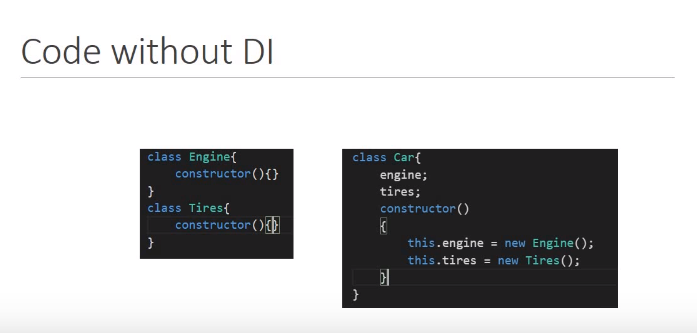 Code without DI
class Engine{
constructor(){}
}
class Tires{
constructor(){}
}
class Car{
engine;
tires;
constructor()
{
this.engine = new Engine();
this.tires = new Tires();
}
}